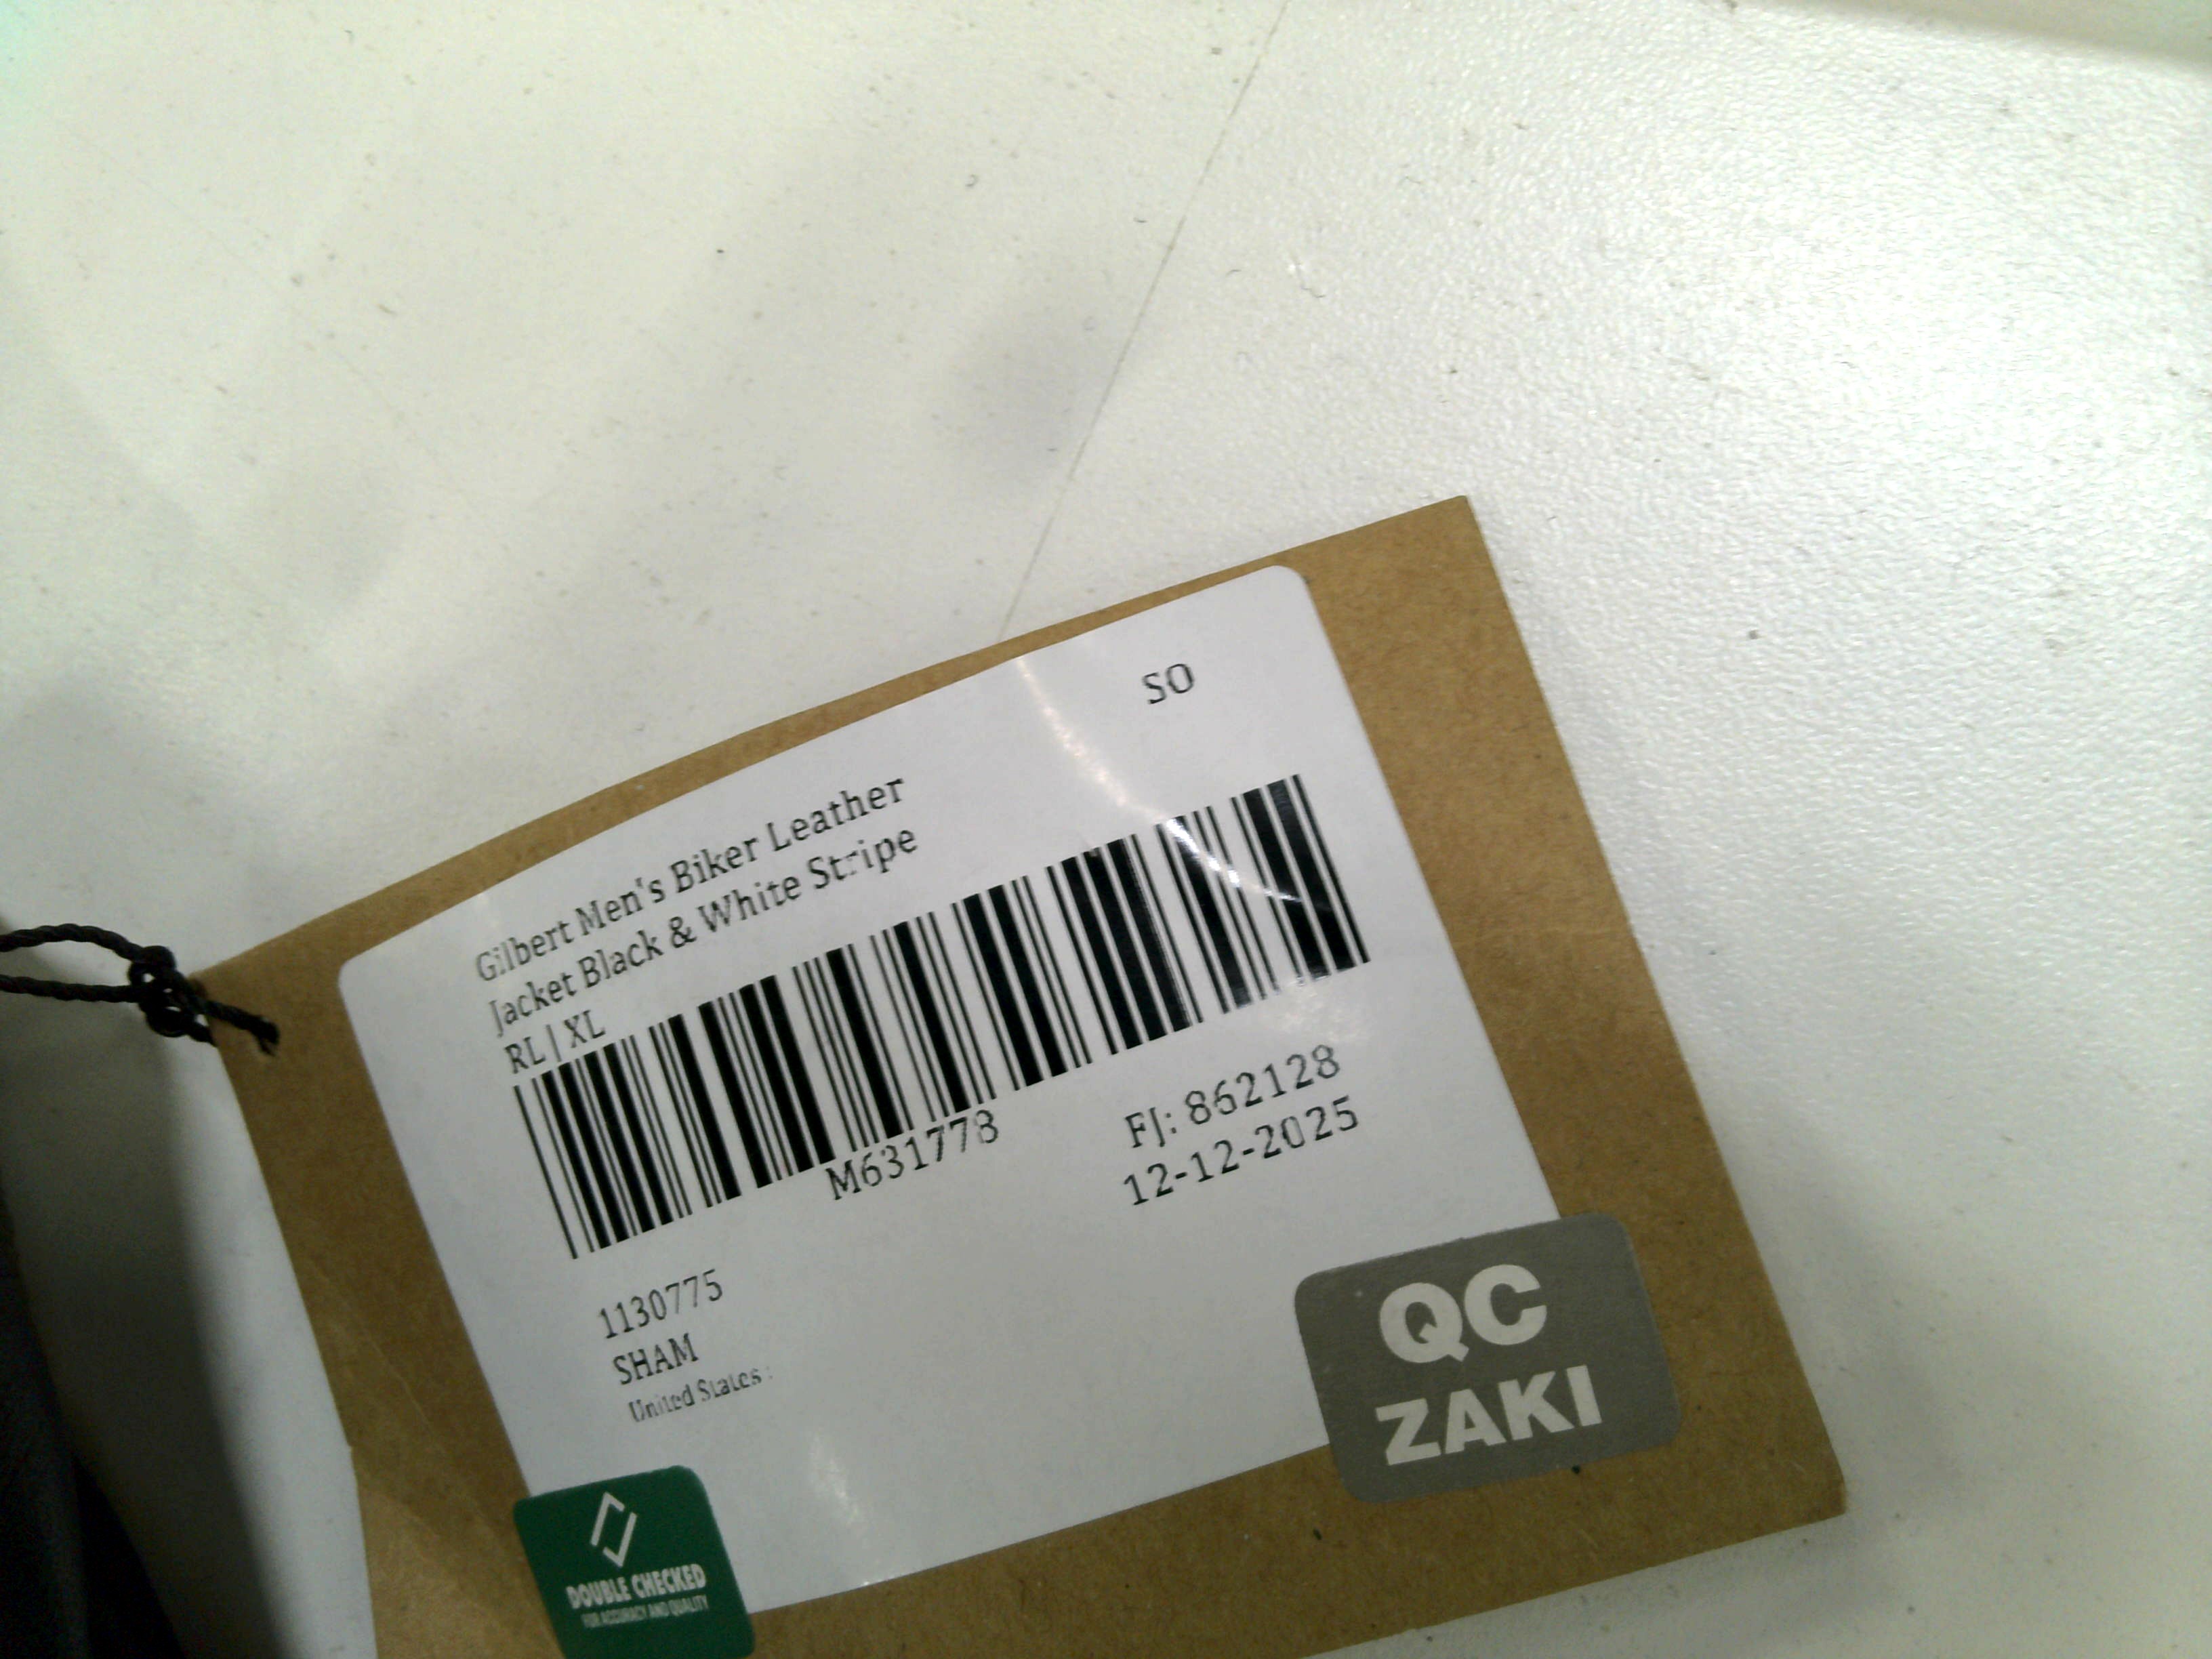 SO
Gilbert Men's Biker Leather
Jacket Black & White Stripe
RL | XL
M631778
FJ: 862128
12-12-2025
1130775
SHAM
United States :
QC
ZAKI
DOUBLE CHECKED
FOR ACCURACY AND QUALITY